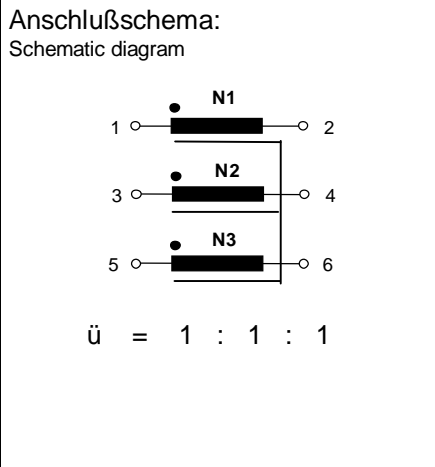 Anschlußschema:
Schematic diagram
N1
1 2
N2
3 4
N3
5 6
ü = 1 : 1 : 1